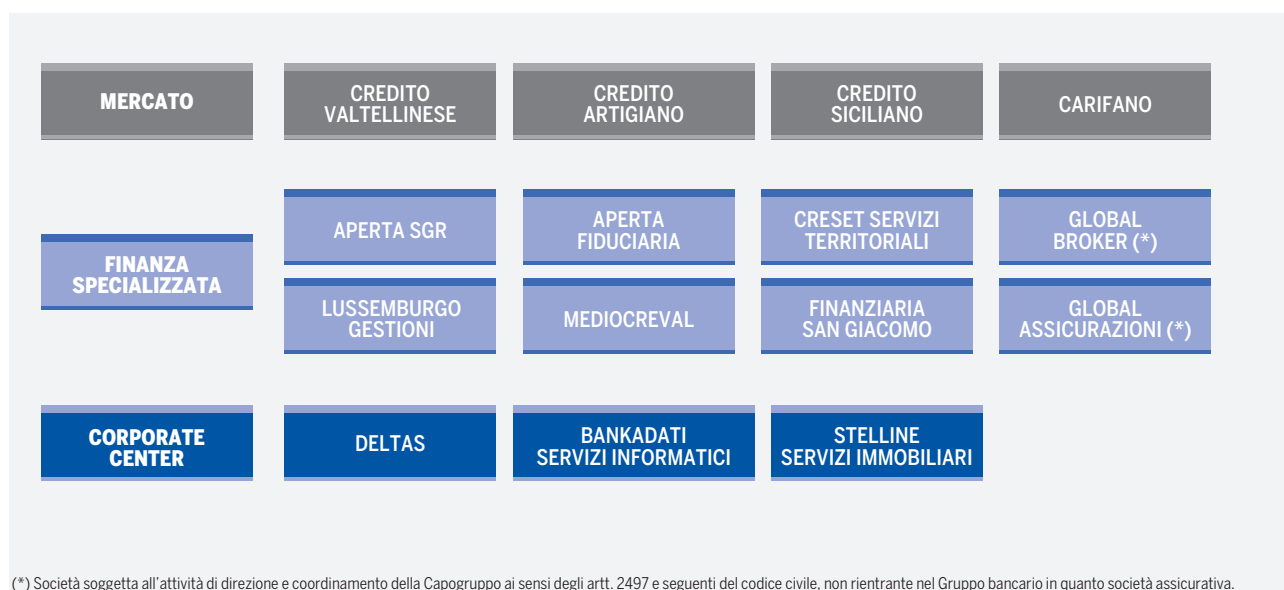 MERCATO
CREDITO
VALTELLINESE
CREDITO
ARTIGIANO
CREDITO
SICILIANO
CARIFANO
FINANZA
SPECIALIZZATA
APERTA SGR
APERTA
FIDUCIARIA
CRESET SERVIZI
TERRITORIALI
GLOBAL
BROKER (*)
LUSSEMBURGO
GESTIONI
MEDIOCREVAL
FINANZIARIA
SAN GIACOMO
GLOBAL
ASSICURAZIONI (*)
CORPORATE
CENTER
DELTAS
BANKADATI
SERVIZI INFORMATICI
STELLINE
SERVIZI IMMOBILIARI
(*) Società soggetta all'attività di direzione e coordinamento della Capogruppo ai sensi degli artt. 2497 e seguenti del codice civile, non rientrante nel Gruppo bancario in quanto società assicurativa.